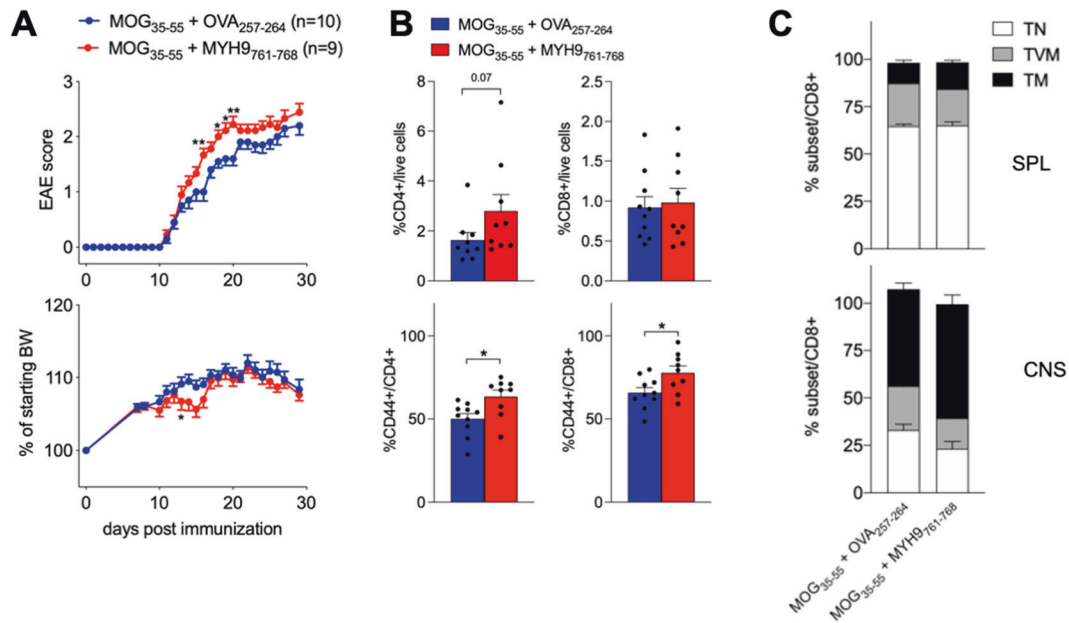 A
MOG35-55 + OVA257-264 (n=10)
MOG35-55 + MYH9761-768 (n=9)
3
2
1
0
EAE score
**
*
*
**
0
10
20
30
120
110
100
% of starting BW
*
0
10
20
30
days post immunization
B
MOG35-55 + OVA257-264
MOG35-55 + MYH9761-768
8
6
4
2
0
%CD4+/live cells
0.07
2.0
1.5
1.0
0.5
0.0
%CD8+/live cells
100
50
0
%CD44+/CD4+
*
100
50
0
%CD44+/CD8+
*
C
TN
TVM
TM
100
75
50
25
0
% subset/CD8+
SPL
100
75
50
25
0
% subset/CD8+
CNS
MOG35-55 + OVA257-264
MOG35-55 + MYH9761-768